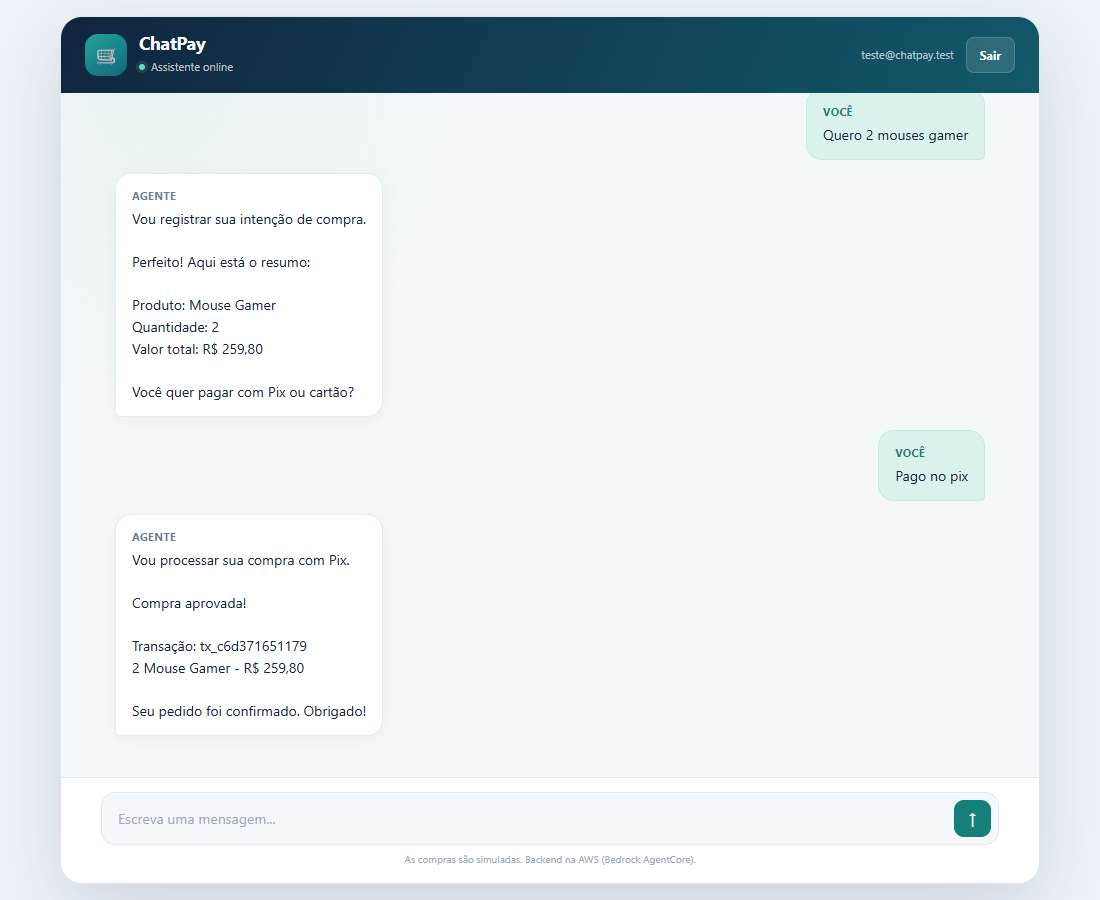 ChatPay
Assistente online
teste@chatpay.test
Sair
VOCÊ
Quero 2 mouses gamer
AGENTE
Vou registrar sua intenção de compra.
Perfeito! Aqui está o resumo:
Produto: Mouse Gamer
Quantidade: 2
Valor total: R$ 259,80
Você quer pagar com Pix ou cartão?
VOCÊ
Pago no pix
AGENTE
Vou processar sua compra com Pix.
Compra aprovada!
Transação: tx_c6d371651179
2 Mouse Gamer - R$ 259,80
Seu pedido foi confirmado. Obrigado!
Escreva uma mensagem...
As compras são simuladas. Backend na AWS (Bedrock AgentCore).